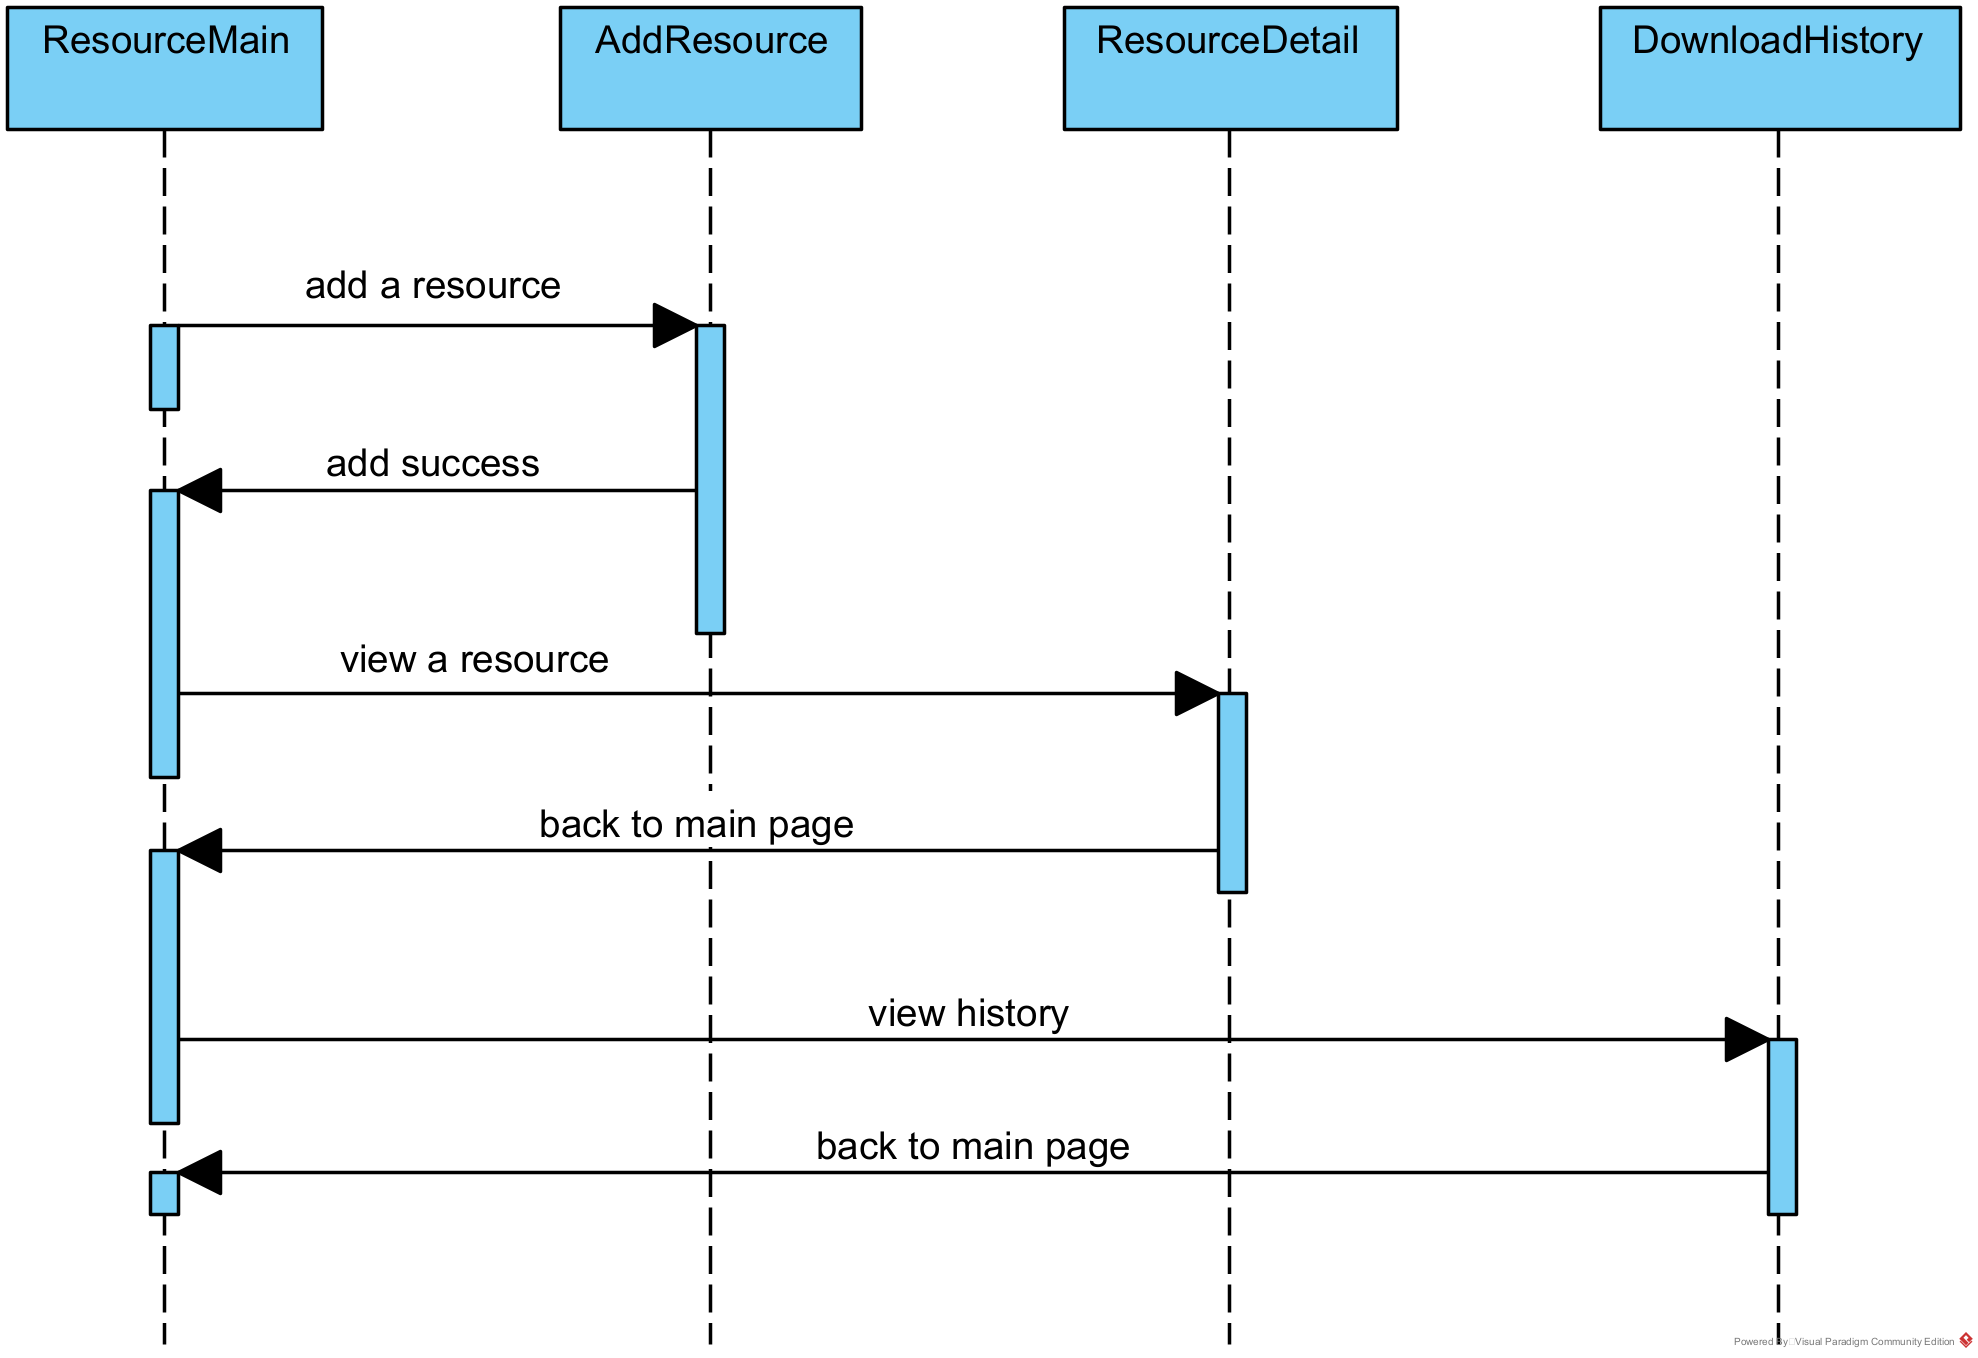 ResourceMain
AddResource
ResourceDetail
DownloadHistory
add a resource
add success
view a resource
back to main page
view history
back to main page
Powered By Visual Paradigm Community Edition